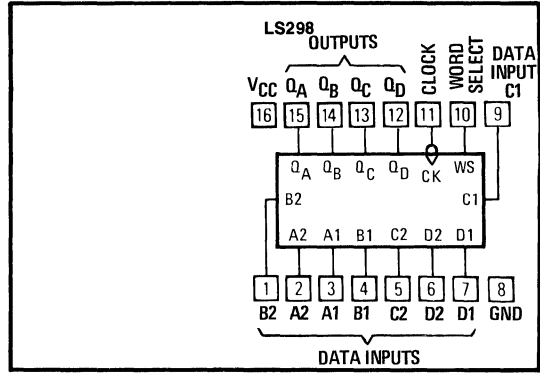 LS298
OUTPUTS
VCC QA QB QC QD CLOCK WORD SELECT DATA INPUT C1
16 15 14 13 12 11 10 9
QA QB QC QD CK WS
B2 C1
A2 A1 B1 C2 D2 D1
1 2 3 4 5 6 7 8
B2 A2 A1 B1 C2 D2 D1 GND
DATA INPUTS